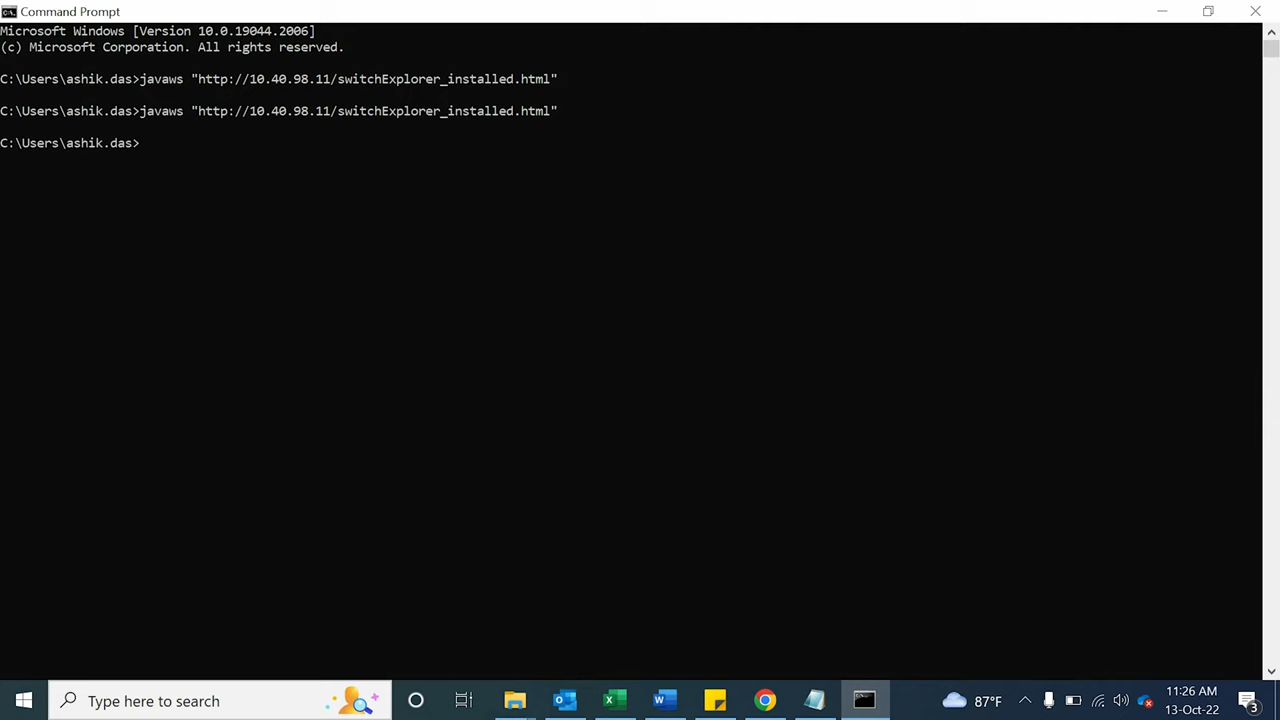 Command Prompt
Microsoft Windows [Version 10.0.19044.2006]
(c) Microsoft Corporation. All rights reserved.
C:\Users\ashik.das>javaws "http://10.40.98.11/switchExplorer_installed.html"
C:\Users\ashik.das>javaws "http://10.40.98.11/switchExplorer_installed.html"
C:\Users\ashik.das>
Type here to search
87°F
11:26 AM
13-Oct-22
3